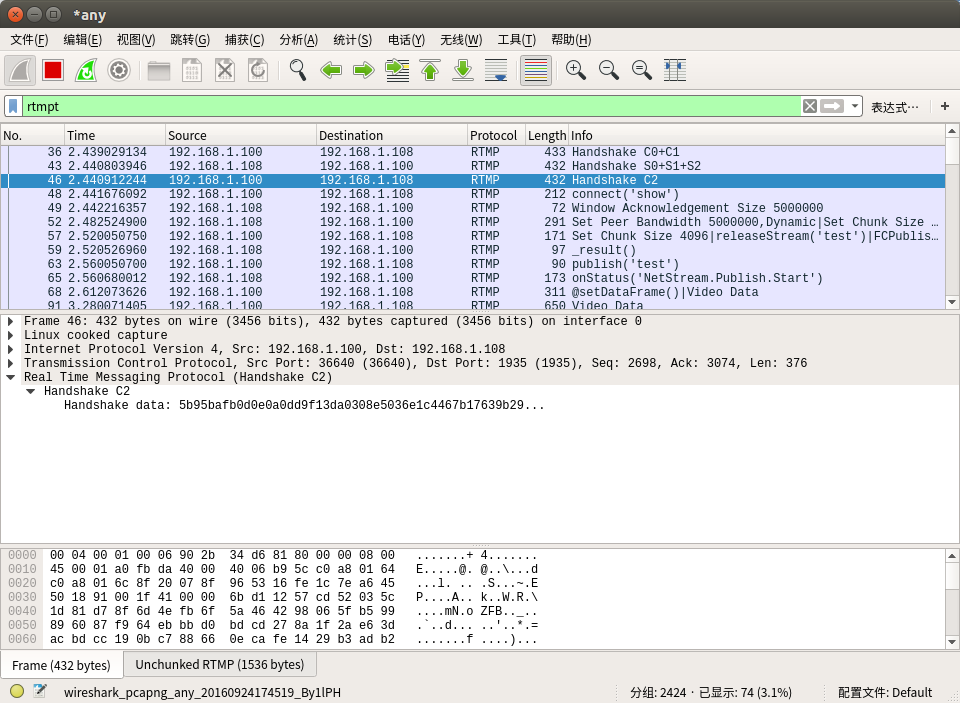 *any
文件(F) 编辑(E) 视图(V) 跳转(G) 捕获(C) 分析(A) 统计(S) 电话(Y) 无线(W) 工具(T) 帮助(H)
rtmpt 表达式… +
No. Time Source Destination Protocol Length Info
36 2.439029134 192.168.1.100 192.168.1.108 RTMP 433 Handshake C0+C1
43 2.440803946 192.168.1.108 192.168.1.100 RTMP 432 Handshake S0+S1+S2
46 2.440912244 192.168.1.100 192.168.1.108 RTMP 432 Handshake C2
48 2.441676092 192.168.1.100 192.168.1.108 RTMP 212 connect('show')
49 2.442216357 192.168.1.108 192.168.1.100 RTMP 72 Window Acknowledgement Size 5000000
52 2.482524900 192.168.1.108 192.168.1.100 RTMP 291 Set Peer Bandwidth 5000000,Dynamic|Set Chunk Size …
57 2.520050750 192.168.1.100 192.168.1.108 RTMP 171 Set Chunk Size 4096|releaseStream('test')|FCPublis…
59 2.520526960 192.168.1.108 192.168.1.100 RTMP 97 _result()
63 2.560050700 192.168.1.100 192.168.1.108 RTMP 90 publish('test')
65 2.560680012 192.168.1.108 192.168.1.100 RTMP 173 onStatus('NetStream.Publish.Start')
68 2.612073626 192.168.1.100 192.168.1.108 RTMP 311 @setDataFrame()|Video Data
91 3.280071405 192.168.1.100 192.168.1.108 RTMP 650 Video Data
Frame 46: 432 bytes on wire (3456 bits), 432 bytes captured (3456 bits) on interface 0
Linux cooked capture
Internet Protocol Version 4, Src: 192.168.1.100, Dst: 192.168.1.108
Transmission Control Protocol, Src Port: 36640 (36640), Dst Port: 1935 (1935), Seq: 2698, Ack: 3074, Len: 376
Real Time Messaging Protocol (Handshake C2)
Handshake C2
Handshake data: 5b95bafb0d0e0a0dd9f13da0308e5036e1c4467b17639b29...
0000 00 04 00 01 00 06 90 2b 34 d6 81 80 00 00 08 00 .......+ 4.......
0010 45 00 01 a0 fb da 40 00 40 06 b9 5c c0 a8 01 64 E.....@. @..\...d
0020 c0 a8 01 6c 8f 20 07 8f 96 53 16 fe 1c 7e a6 45 ...l. .. .S...~.E
0030 50 18 91 00 1f 41 00 00 6b d1 12 57 cd 52 03 5c P....A.. k..W.R.\
0040 1d 81 d7 8f 6d 4e fb 6f 5a 46 42 98 06 5f b5 99 ....mN.o ZFB.._..
0050 89 60 87 f9 64 eb bb d0 bd cd 27 8a 1f 2a e6 3d .`..d... ..'..*.=
0060 ac bd cc 19 0b c7 88 66 0e ca fe 14 29 b3 ad b2 .......f ....)...
Frame (432 bytes) Unchunked RTMP (1536 bytes)
wireshark_pcapng_any_20160924174519_By1lPH 分组: 2424 · 已显示: 74 (3.1%) 配置文件: Default